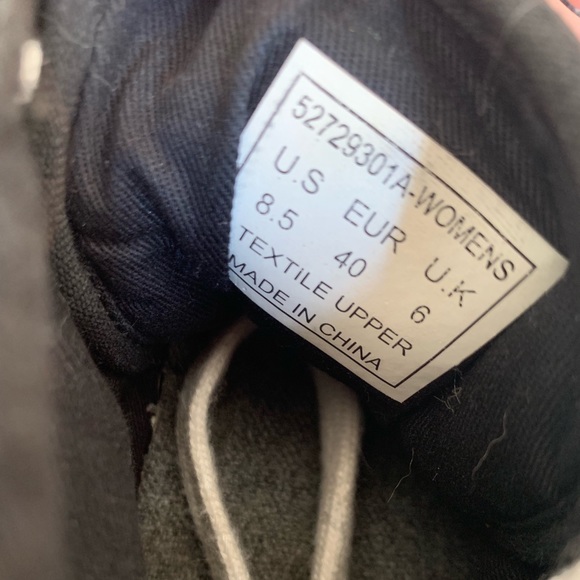 52729301A-WOMENS
U.S EUR U.K
8.5 40 6
TEXTILE UPPER
MADE IN CHINA